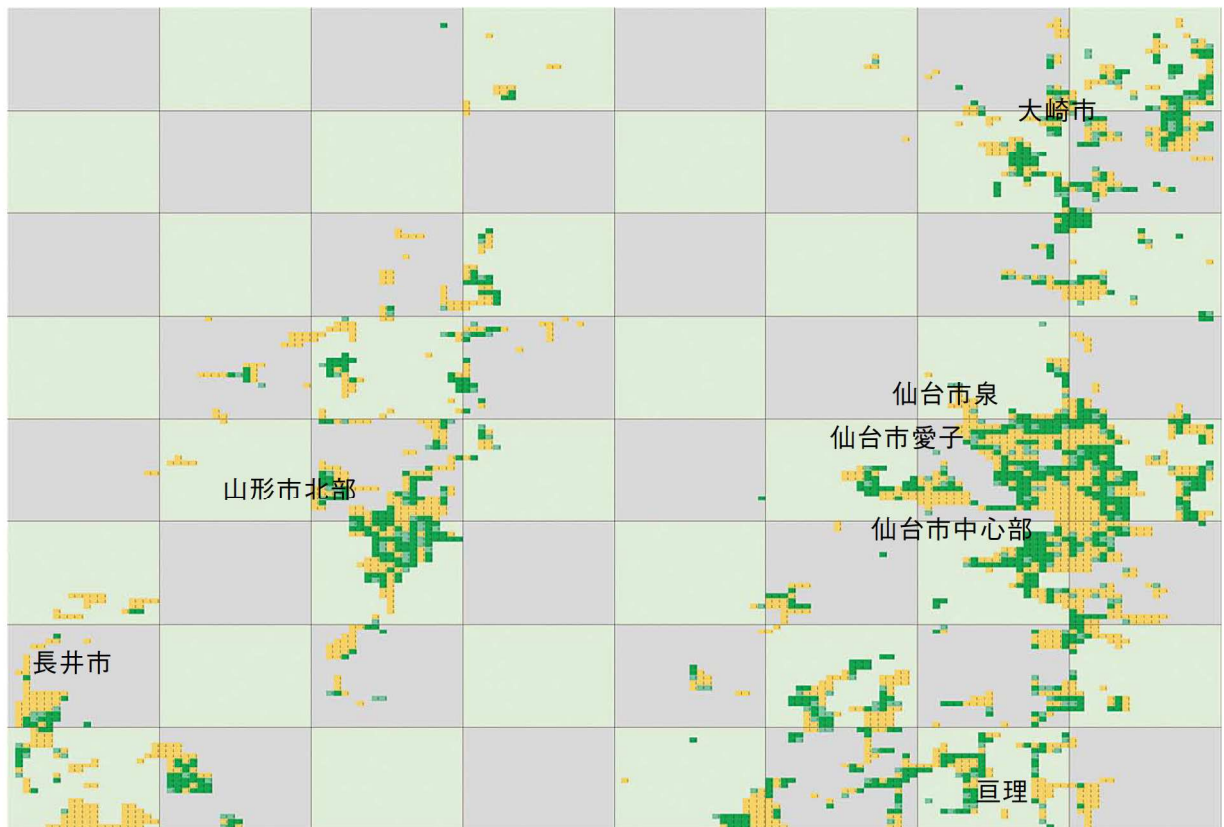 大崎市
仙台市泉
仙台市愛子
山形市北部
仙台市中心部
長井市
亘理